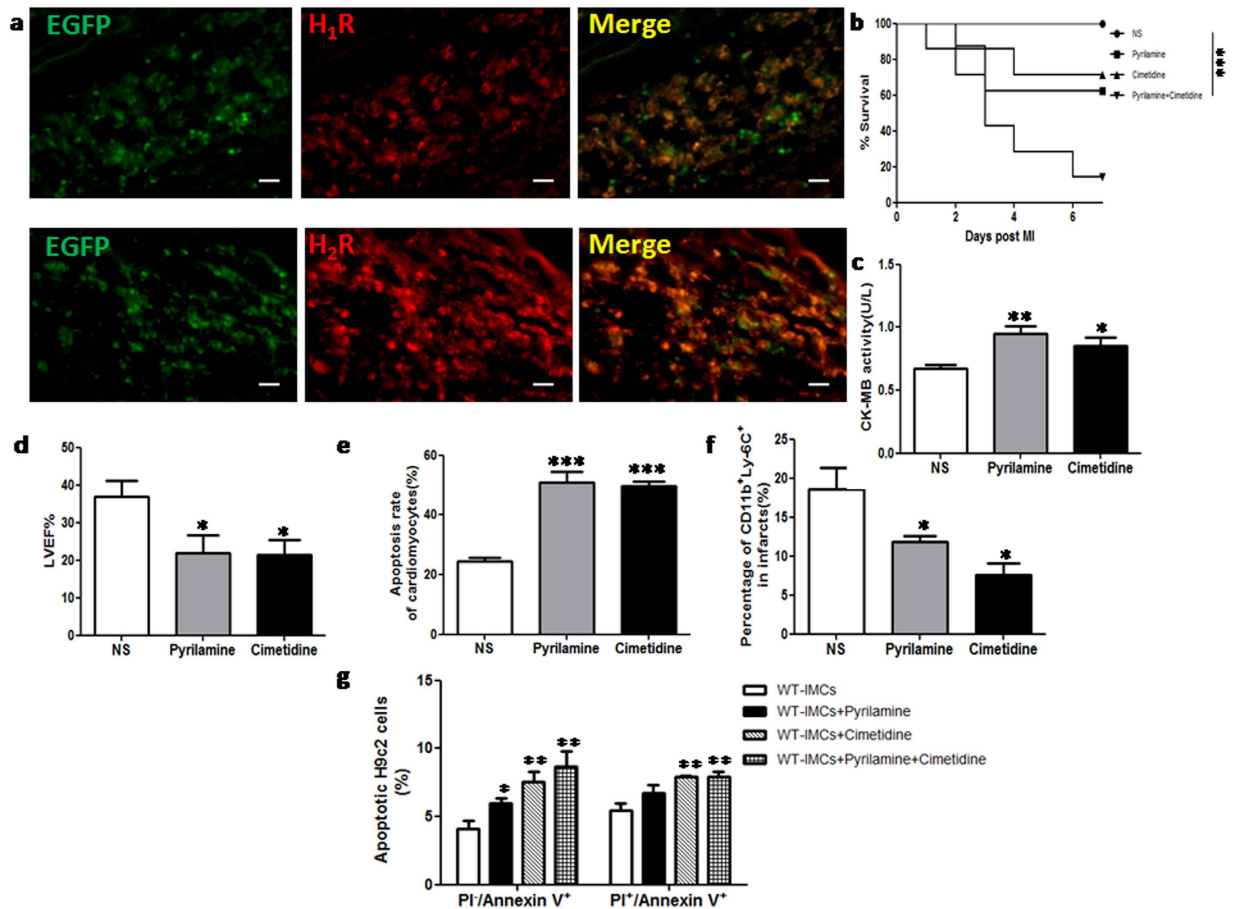 a
EGFP
H₁R
Merge
EGFP
H₂R
Merge
b
% Survival
100
80
60
40
20
0
0 2 4 6
Days post MI
NS
Pyrilamine
Cimetidine
Pyrilamine+Cimetidine
***
c
CK-MB activity(U/L)
1.5
1.0
0.5
0.0
**
*
NS Pyrilamine Cimetidine
d
LVEF%
50
40
30
20
10
0
*
*
NS Pyrilamine Cimetidine
e
Apoptosis rate
of cardiomyocytes(%)
60
40
20
0
***
***
NS Pyrilamine Cimetidine
f
Percentage of CD11b⁺Ly-6C⁺
in infarcts(%)
25
20
15
10
5
0
*
*
NS Pyrilamine Cimetidine
g
Apoptotic H9c2 cells
(%)
15
10
5
0
*
**
**
**
**
PI⁻/Annexin V⁺ PI⁺/Annexin V⁺
WT-IMCs
WT-IMCs+Pyrilamine
WT-IMCs+Cimetidine
WT-IMCs+Pyrilamine+Cimetidine